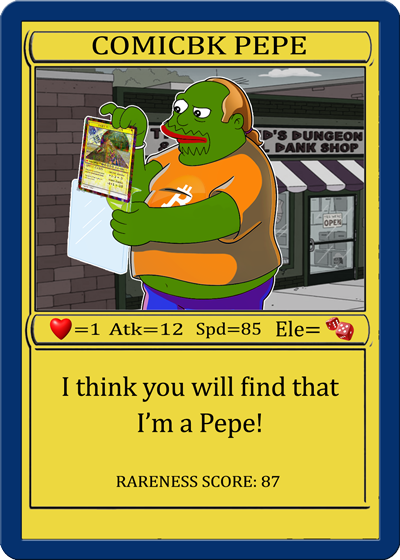 COMICBK PEPE
'S DUNGEON
& DANK SHOP
OPEN
=1 Atk=12 Spd=85 Ele=
I think you will find that
I'm a Pepe!
RARENESS SCORE: 87